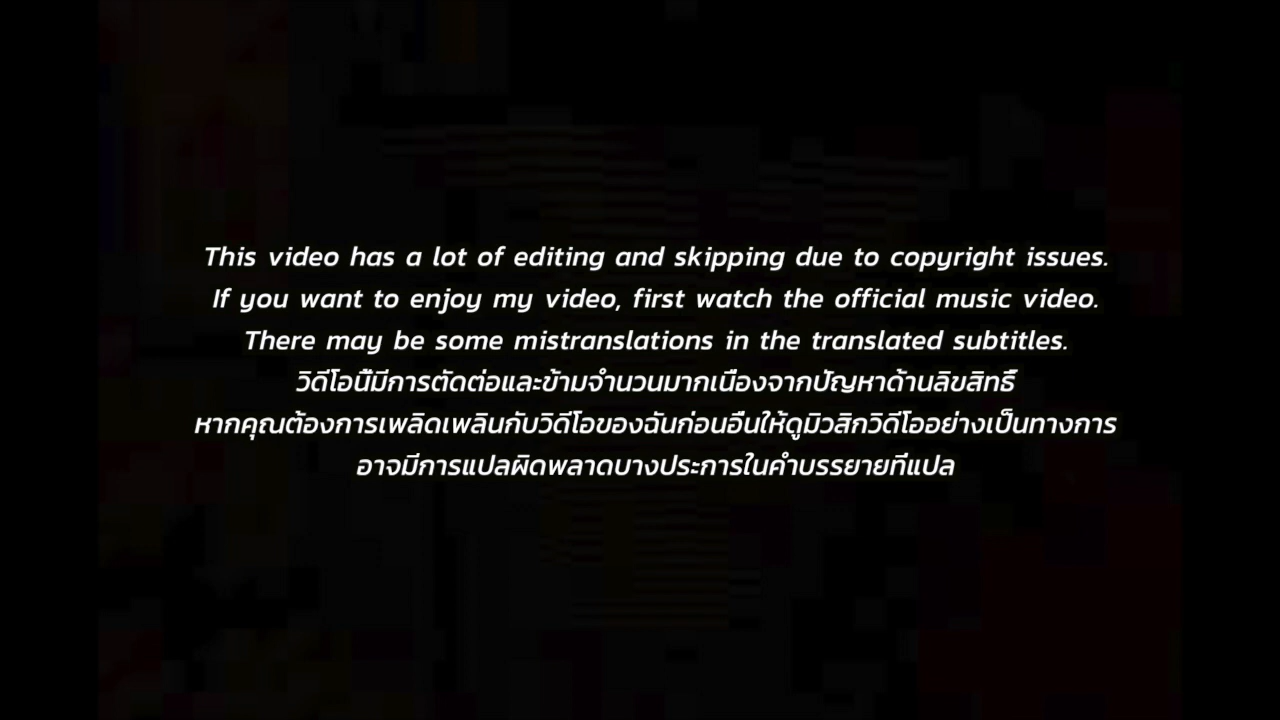 This video has a lot of editing and skipping due to copyright issues.
If you want to enjoy my video, first watch the official music video.
There may be some mistranslations in the translated subtitles.
วิดีโอนี้มีการตัดต่อและข้ามจำนวนมากเนื่องจากปัญหาด้านลิขสิทธิ์
หากคุณต้องการเพลิดเพลินกับวิดีโอของฉันก่อนอื่นให้ดูมิวสิกวิดีโออย่างเป็นทางการ
อาจมีการแปลผิดพลาดบางประการในคำบรรยายที่แปล